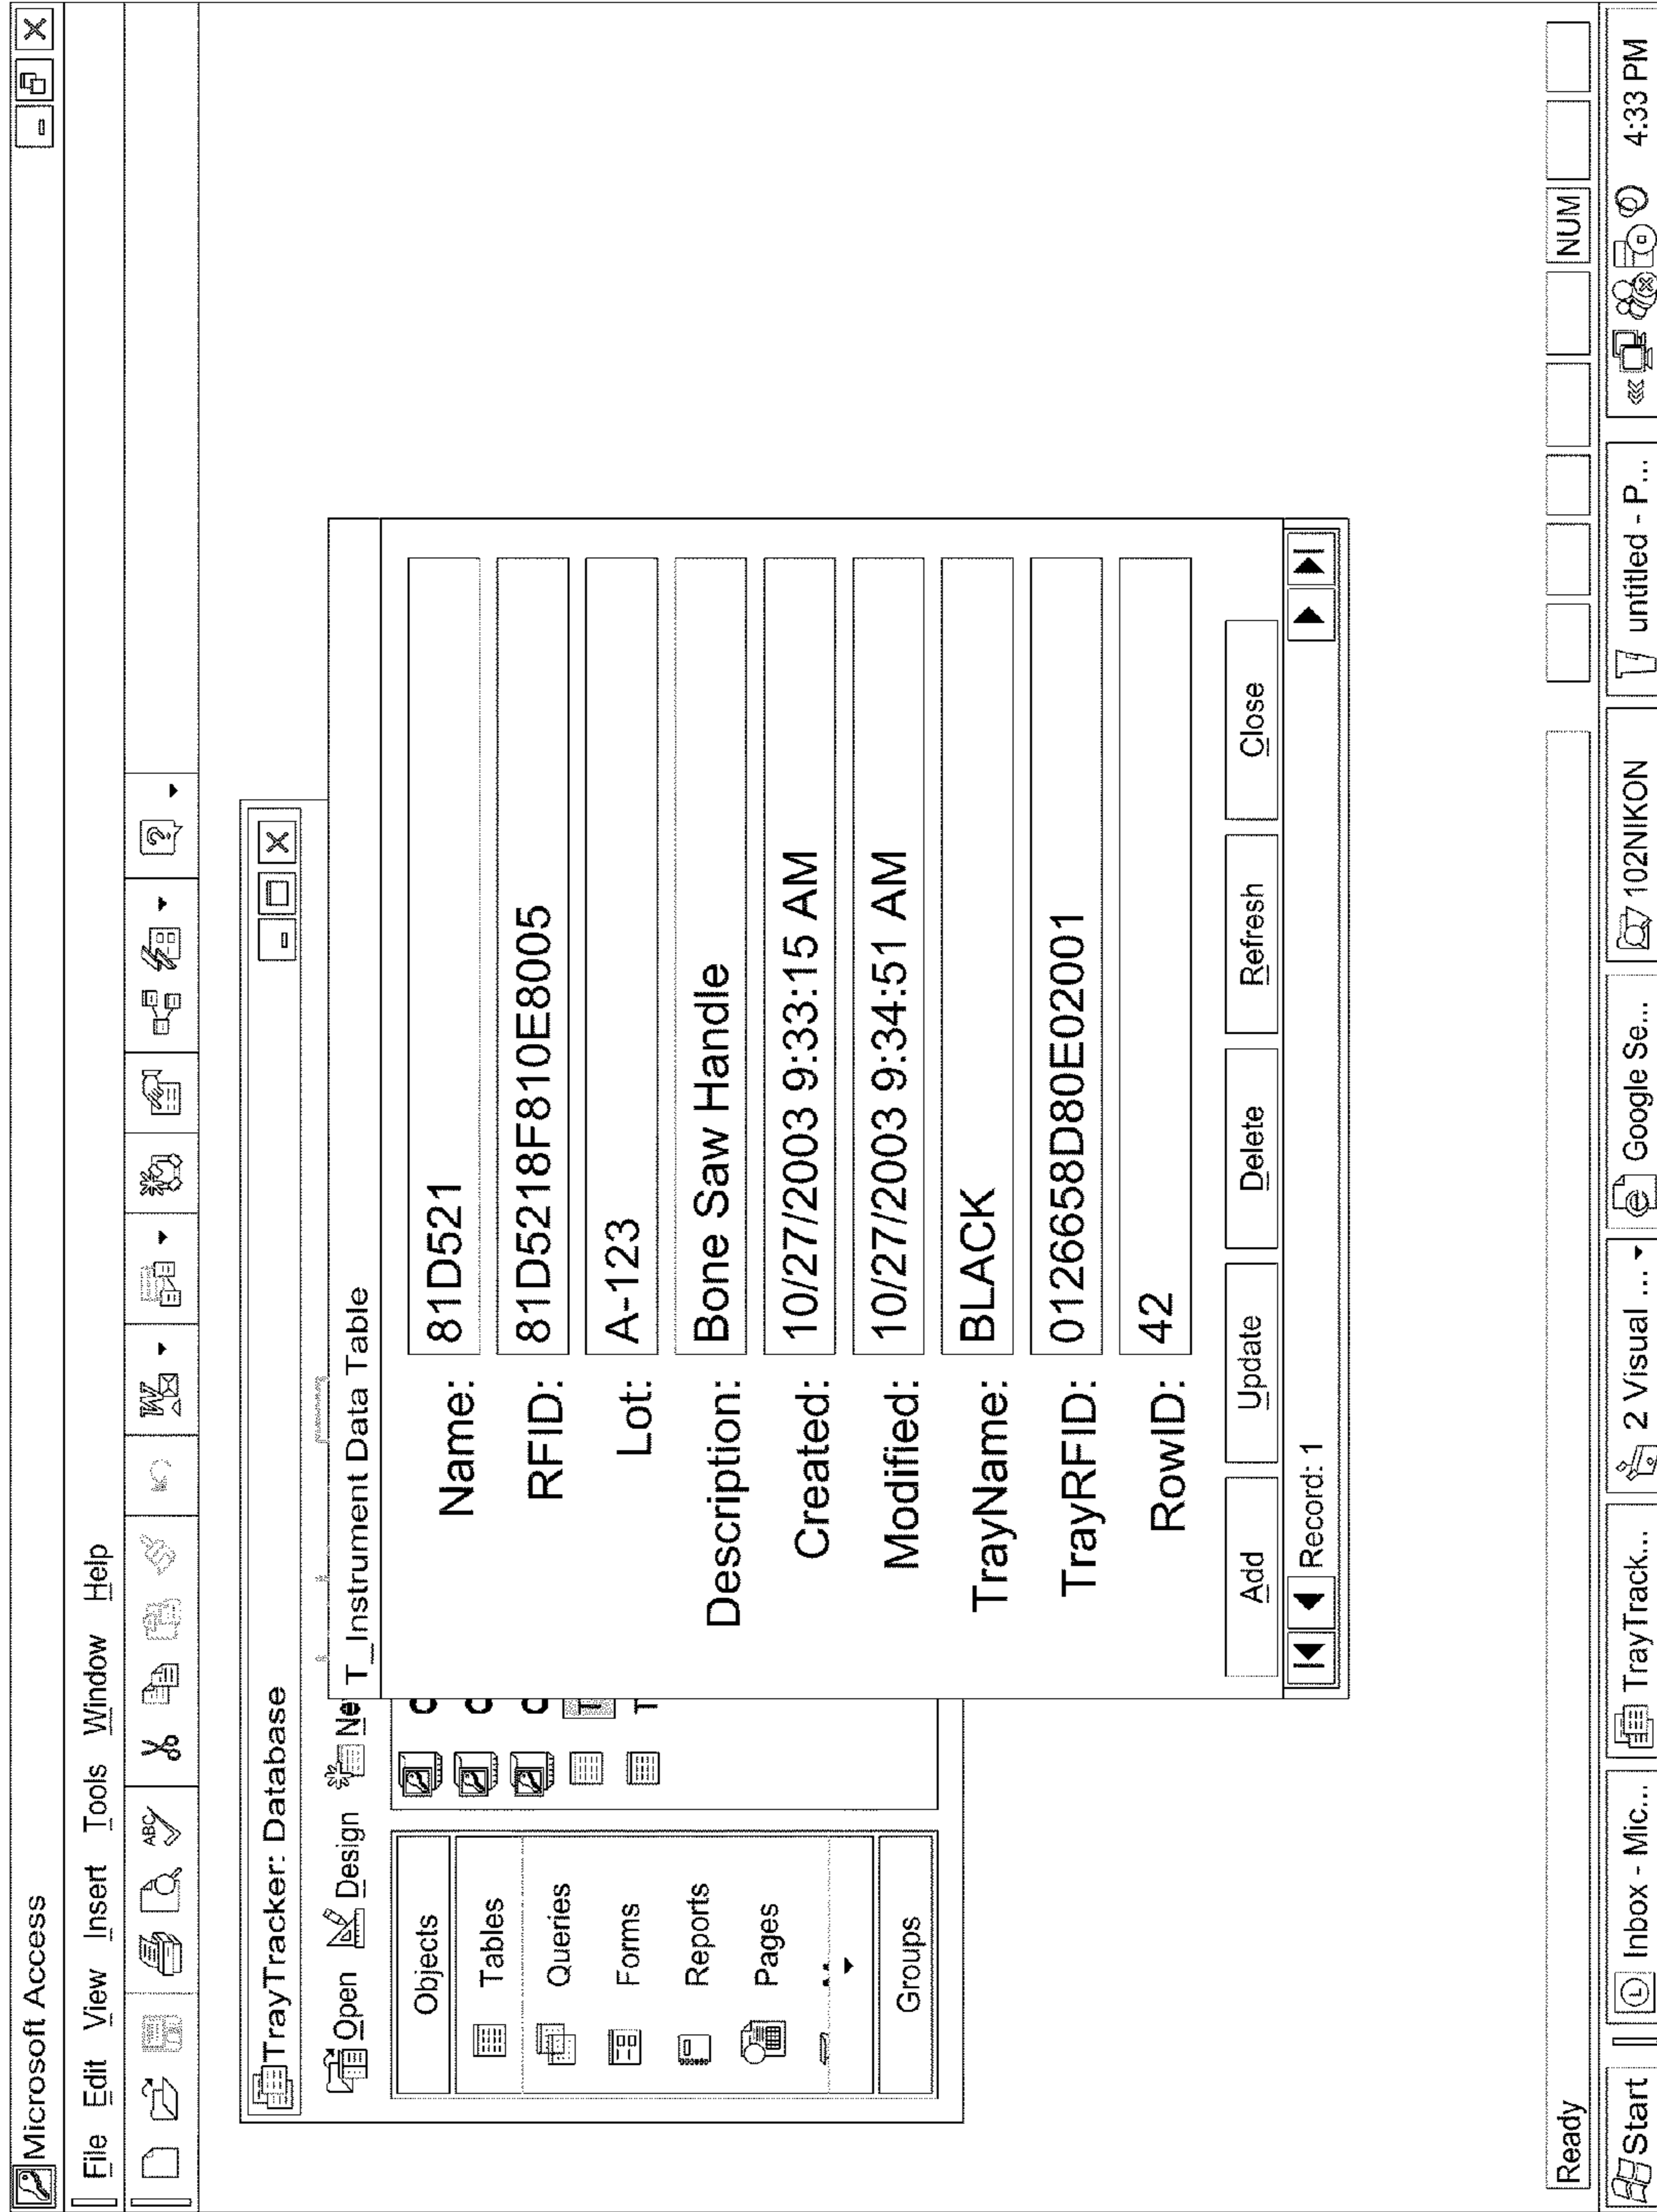 Microsoft Access
File Edit View Insert Tools Window Help
ABC
W
?
TrayTracker: Database
Open Design
T_Instrument Data Table
Objects
Tables
Queries
Forms
Reports
Pages
Groups
Name: 81D521
RFID: 81D5218F810E8005
Lot: A-123
Description: Bone Saw Handle
Created: 10/27/2003 9:33:15 AM
Modified: 10/27/2003 9:34:51 AM
TrayName: BLACK
TrayRFID: 0126658D80E02001
RowID: 42
Add Update Delete Refresh Close
Record: 1
Ready NUM
Start Inbox - Mic... TrayTrack... 2 Visual ... Google Se... 102NIKON untitled - P... 4:33 PM